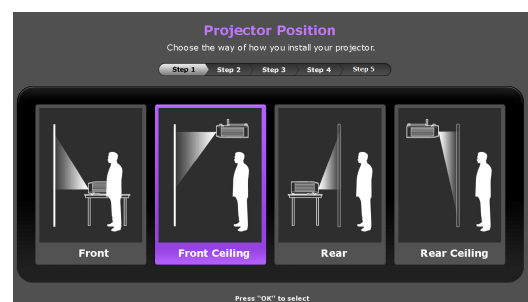 Projector Position
Choose the way of how you install your projector.
Step 1 Step 2 Step 3 Step 4 Step 5
Front Front Ceiling Rear Rear Ceiling
Press "OK" to select